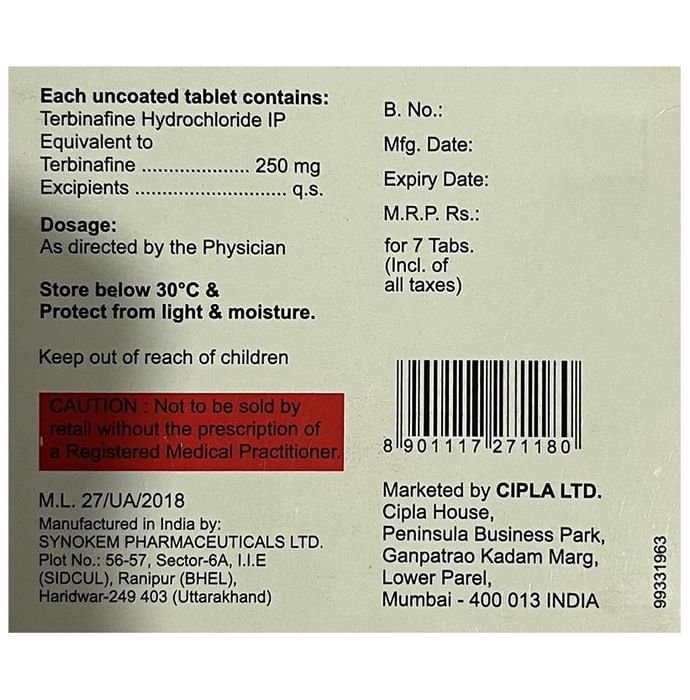 Each uncoated tablet contains:
Terbinafine Hydrochloride IP
Equivalent to
Terbinafine ................... 250 mg
Excipients ........................... q.s.
Dosage:
As directed by the Physician
Store below 30°C &
Protect from light & moisture.
Keep out of reach of children
CAUTION : Not to be sold by
retail without the prescription of
a Registered Medical Practitioner.
M.L. 27/UA/2018
Manufactured in India by:
SYNOKEM PHARMACEUTICALS LTD.
Plot No.: 56-57, Sector-6A, I.I.E
(SIDCUL), Ranipur (BHEL),
Haridwar-249 403 (Uttarakhand)
B. No.:
Mfg. Date:
Expiry Date:
M.R.P. Rs.:
for 7 Tabs.
(Incl. of
all taxes)
8 901117 271180
Marketed by CIPLA LTD.
Cipla House,
Peninsula Business Park,
Ganpatrao Kadam Marg,
Lower Parel,
Mumbai - 400 013 INDIA
99331963